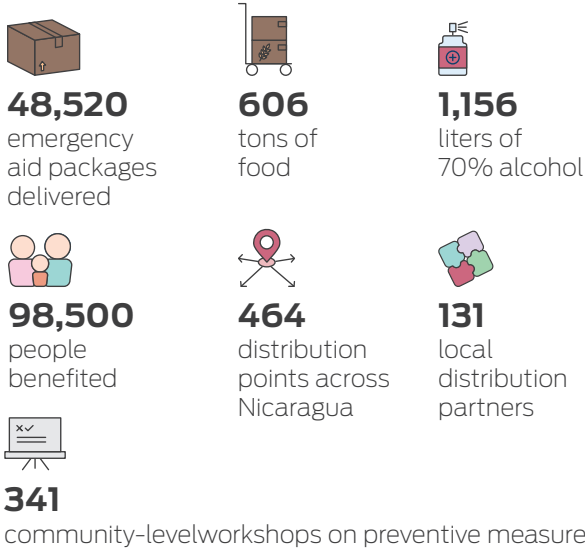 48,520
emergency
aid packages
delivered
606
tons of
food
1,156
liters of
70% alcohol
98,500
people
benefited
464
distribution
points across
Nicaragua
131
local
distribution
partners
341
community-levelworkshops on preventive measure